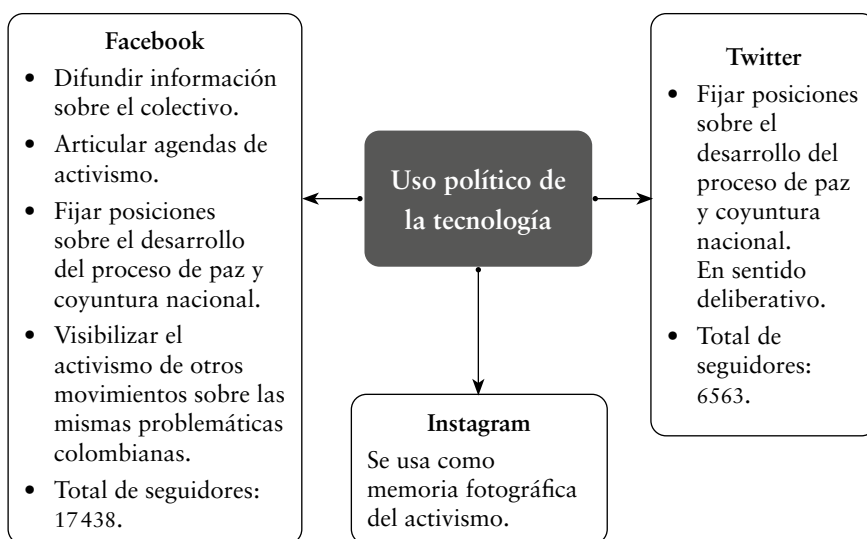 Facebook
• Difundir información
sobre el colectivo.
• Articular agendas de
activismo.
• Fijar posiciones
sobre el desarrollo
del proceso de paz y
coyuntura nacional.
• Visibilizar el
activismo de otros
movimientos sobre las
mismas problemáticas
colombianas.
• Total de seguidores:
17 438.
Uso político de
la tecnología
Instagram
Se usa como
memoria fotográfica
del activismo.
Twitter
• Fijar posiciones
sobre el
desarrollo del
proceso de paz
y coyuntura
nacional.
En sentido
deliberativo.
• Total de
seguidores:
6563.